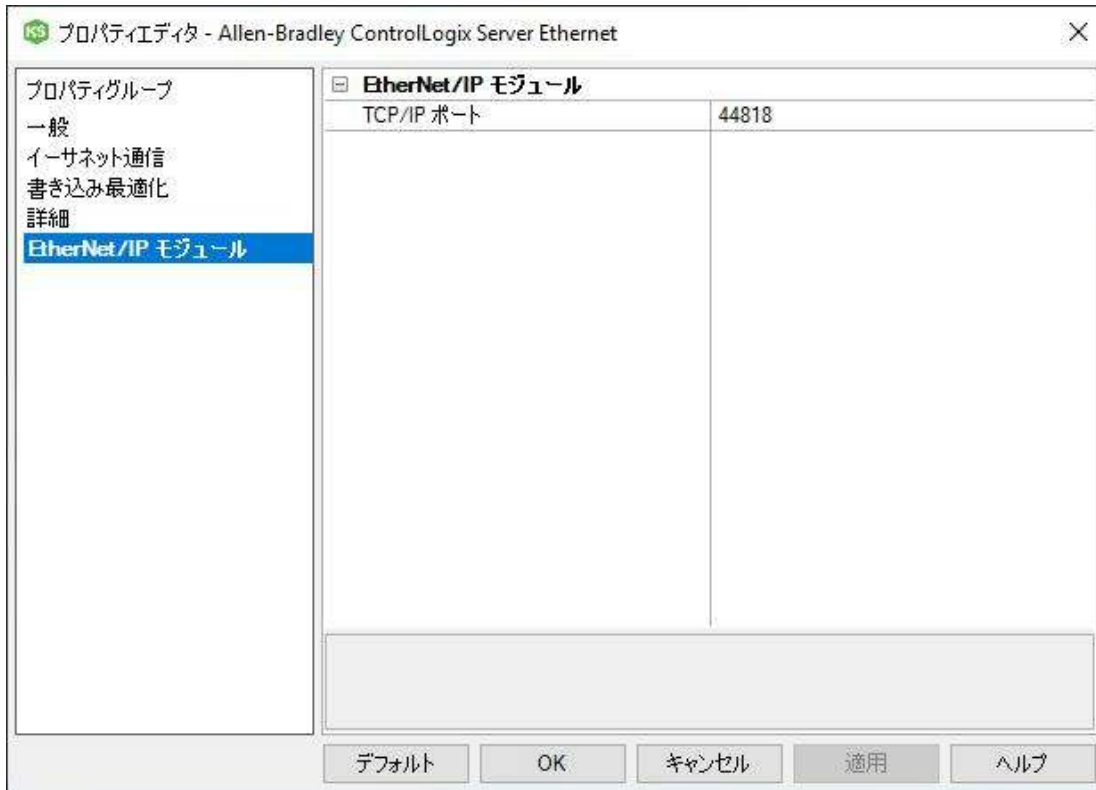 KS プロパティエディタ - Allen-Bradley ControlLogix Server Ethernet
プロパティグループ
一般
イーサネット通信
書き込み最適化
詳細
EtherNet/IP モジュール
EtherNet/IP モジュール
TCP/IP ポート 44818
デフォルト OK キャンセル 適用 ヘルプ